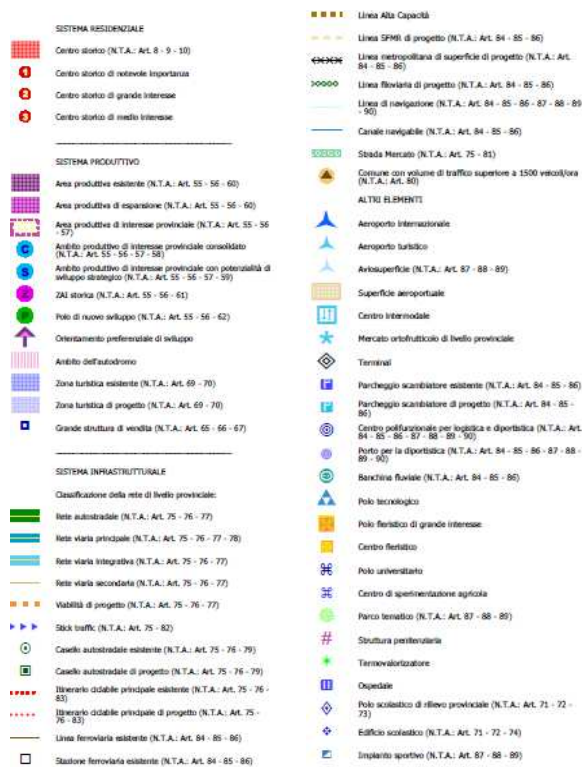 SISTEMA RESIDENZIALE
Centro storico (N.T.A.: Art. 8 - 9 - 10)
1 Centro storico di notevole importanza
2 Centro storico di grande interesse
3 Centro storico di medio interesse
SISTEMA PRODUTTIVO
Area produttiva esistente (N.T.A.: Art. 55 - 56 - 60)
Area produttiva di espansione (N.T.A.: Art. 55 - 56 - 60)
Area produttiva di interesse provinciale (N.T.A.: Art. 55 - 56
- 57)
C Ambito produttivo di interesse provinciale consolidato
(N.T.A.: Art. 55 - 56 - 57 - 58)
S Ambito produttivo di interesse provinciale con potenzialità di
sviluppo strategico (N.T.A.: Art. 55 - 56 - 57 - 59)
Z ZAI storica (N.T.A.: Art. 55 - 56 - 61)
P Polo di nuovo sviluppo (N.T.A.: Art. 55 - 56 - 62)
Orientamento preferenziale di sviluppo
Ambito dell'autodromo
Zona turistica esistente (N.T.A.: Art. 69 - 70)
Zona turistica di progetto (N.T.A.: Art. 69 - 70)
Grande struttura di vendita (N.T.A.: Art. 65 - 66 - 67)
SISTEMA INFRASTRUTTURALE
Classificazione della rete di livello provinciale:
Rete autostradale (N.T.A.: Art. 75 - 76 - 77)
Rete viaria principale (N.T.A.: Art. 75 - 76 - 77 - 78)
Rete viaria integrativa (N.T.A.: Art. 75 - 76 - 77)
Rete viaria secondaria (N.T.A.: Art. 75 - 76 - 77)
Viabilità di progetto (N.T.A.: Art. 75 - 76 - 77)
Stick traffic (N.T.A.: Art. 75 - 82)
Casello autostradale esistente (N.T.A.: Art. 75 - 76 - 79)
Casello autostradale di progetto (N.T.A.: Art. 75 - 76 - 79)
Itinerario ciclabile principale esistente (N.T.A.: Art. 75 - 76 -
83)
Itinerario ciclabile principale di progetto (N.T.A.: Art. 75 -
76 - 83)
Linea ferroviaria esistente (N.T.A.: Art. 84 - 85 - 86)
Stazione ferroviaria esistente (N.T.A.: Art. 84 - 85 - 86)
Linea Alta Capacità
Linea SFMR di progetto (N.T.A.: Art. 84 - 85 - 86)
Linea metropolitana di superficie di progetto (N.T.A.: Art.
84 - 85 - 86)
Linea filoviaria di progetto (N.T.A.: Art. 84 - 85 - 86)
Linea di navigazione (N.T.A.: Art. 84 - 85 - 86 - 87 - 88 - 89
- 90)
Canale navigabile (N.T.A.: Art. 84 - 85 - 86)
Strada Mercato (N.T.A.: Art. 75 - 81)
Comune con volume di traffico superiore a 1500 veicoli/ora
(N.T.A.: Art. 80)
ALTRI ELEMENTI
Aeroporto internazionale
Aeroporto turistico
Aviosuperficie (N.T.A.: Art. 87 - 88 - 89)
Superficie aeroportuale
Centro intermodale
Mercato ortofrutticolo di livello provinciale
Terminal
Parcheggio scambiatore esistente (N.T.A.: Art. 84 - 85 - 86)
Parcheggio scambiatore di progetto (N.T.A.: Art. 84 - 85 -
86)
Centro polifunzionale per logistica e diportistica (N.T.A.: Art.
84 - 85 - 86 - 87 - 88 - 89 - 90)
Porto per la diportistica (N.T.A.: Art. 84 - 85 - 86 - 87 - 88 -
89 - 90)
Banchina fluviale (N.T.A.: Art. 84 - 85 - 86)
Polo tecnologico
Polo fieristico di grande interesse
Centro fieristico
Polo universitario
Centro di sperimentazione agricola
Parco tematico (N.T.A.: Art. 87 - 88 - 89)
# Struttura penitenziaria
Termovalorizzatore
Ospedale
Polo scolastico di rilievo provinciale (N.T.A.: Art. 71 - 72 -
73)
Edificio scolastico (N.T.A.: Art. 71 - 72 - 74)
Impianto sportivo (N.T.A.: Art. 87 - 88 - 89)